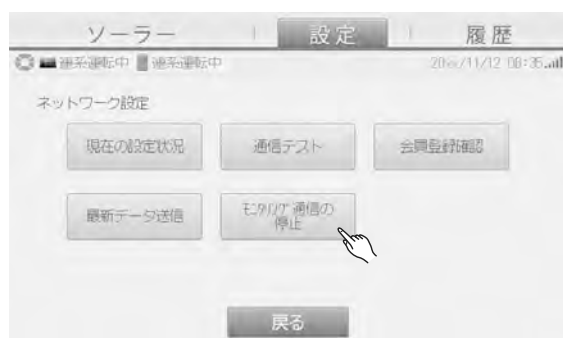 ソーラー 設定 履歴
連系運転中 連系運転中 20※※/11/12 08:35
ネットワーク設定
現在の設定状況 通信テスト 会員登録確認
最新データ送信 ﾓﾆﾀﾘﾝｸﾞ通信の
停止
戻る